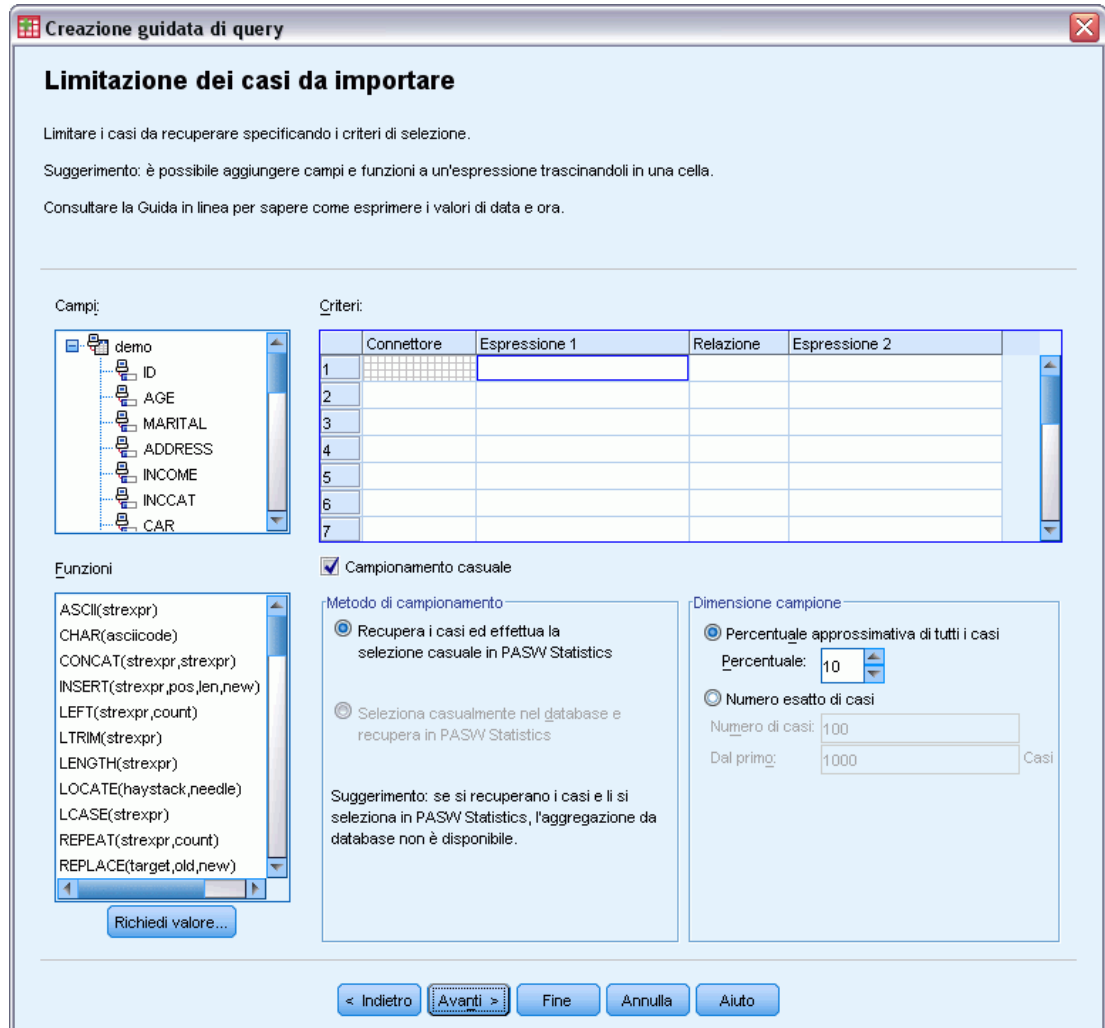 Creazione guidata di query
Limitazione dei casi da importare
Limitare i casi da recuperare specificando i criteri di selezione.
Suggerimento: è possibile aggiungere campi e funzioni a un'espressione trascinandoli in una cella.
Consultare la Guida in linea per sapere come esprimere i valori di data e ora.
Campi:
demo
ID
AGE
MARITAL
ADDRESS
INCOME
INCCAT
CAR
Criteri:
Connettore Espressione 1 Relazione Espressione 2
1
2
3
4
5
6
7
Funzioni
ASCII(strexpr)
CHAR(asciicode)
CONCAT(strexpr,strexpr)
INSERT(strexpr,pos,len,new)
LEFT(strexpr,count)
LTRIM(strexpr)
LENGTH(strexpr)
LOCATE(haystack,needle)
LCASE(strexpr)
REPEAT(strexpr,count)
REPLACE(target,old,new)
Richiedi valore...
Campionamento casuale
Metodo di campionamento
Recupera i casi ed effettua la
selezione casuale in PASW Statistics
Seleziona casualmente nel database e
recupera in PASW Statistics
Suggerimento: se si recuperano i casi e li si
seleziona in PASW Statistics, l'aggregazione da
database non è disponibile.
Dimensione campione
Percentuale approssimativa di tutti i casi
Percentuale: 10
Numero esatto di casi
Numero di casi: 100
Dal primo: 1000 Casi
< Indietro Avanti > Fine Annulla Aiuto